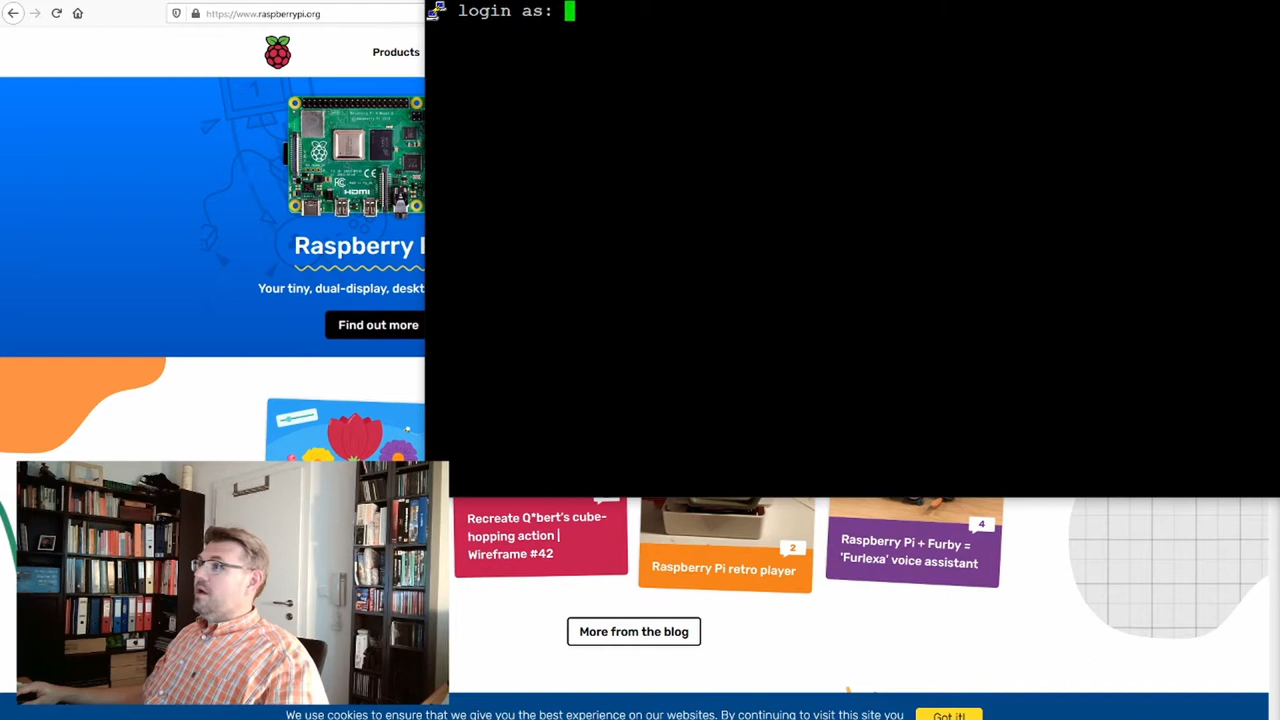 https://www.raspberrypi.org
login as:
Products
HDMI
Raspberry
Your tiny, dual-display, deskt
Find out more
Recreate Q*bert's cube-
hopping action |
Wireframe #42
2
Raspberry Pi retro player
4
Raspberry Pi + Furby =
'Furlexa' voice assistant
More from the blog
We use cookies to ensure that we give you the best experience on our websites. By continuing to visit this site you
Got it!